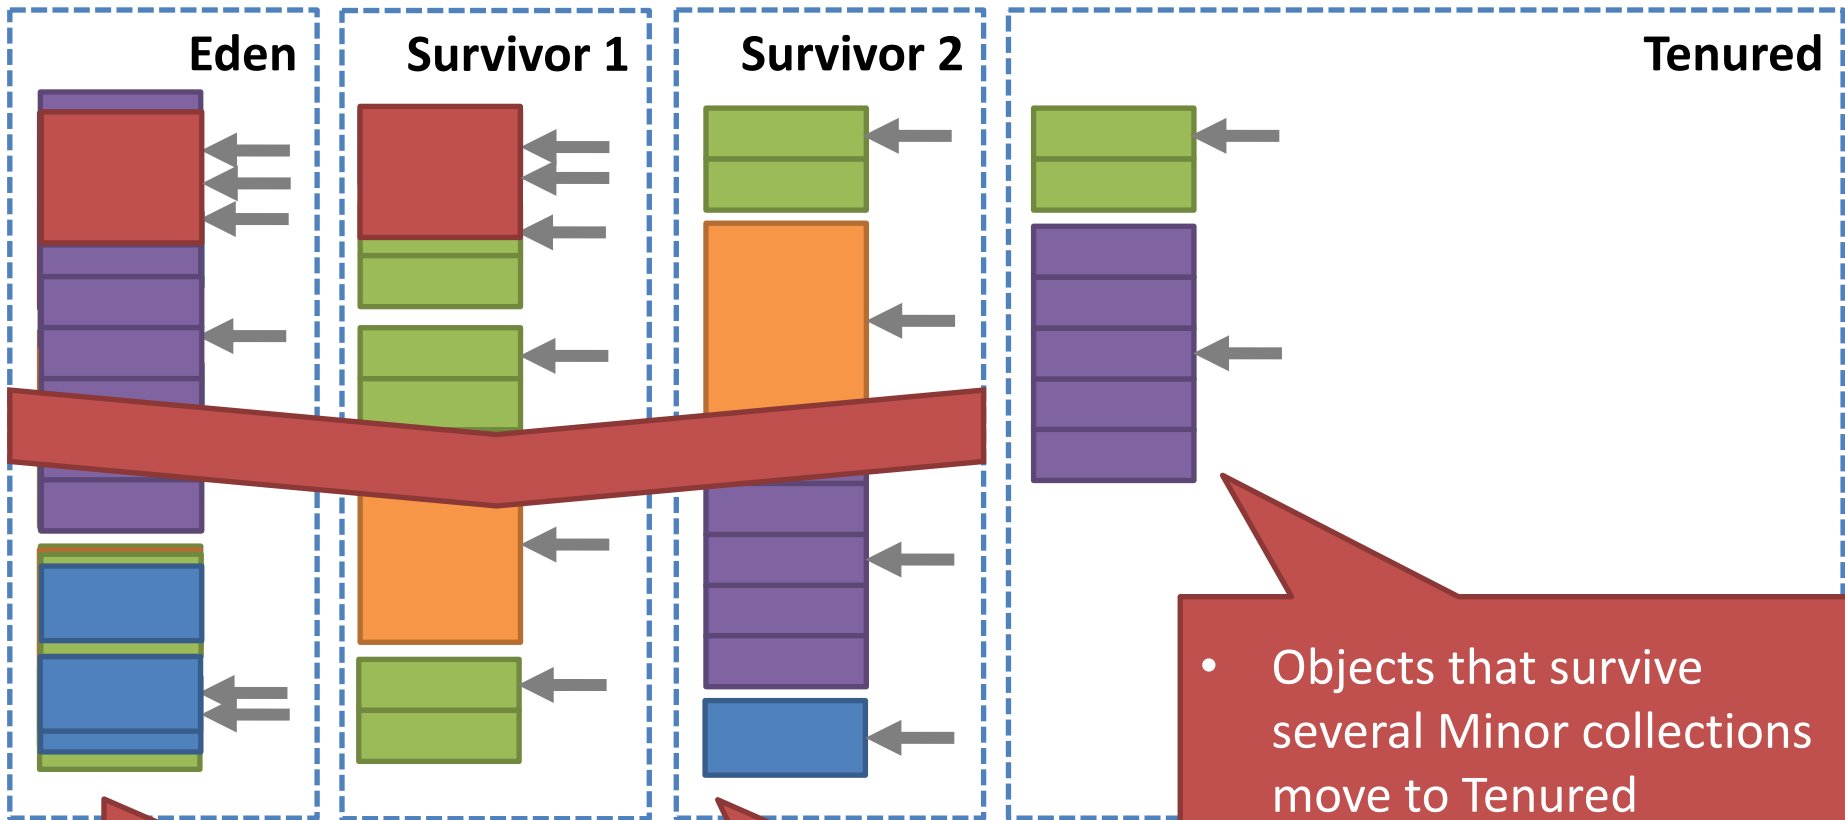 Eden
Survivor 1
Survivor 2
Tenured
• Objects that survive
several Minor collections
move to Tenured